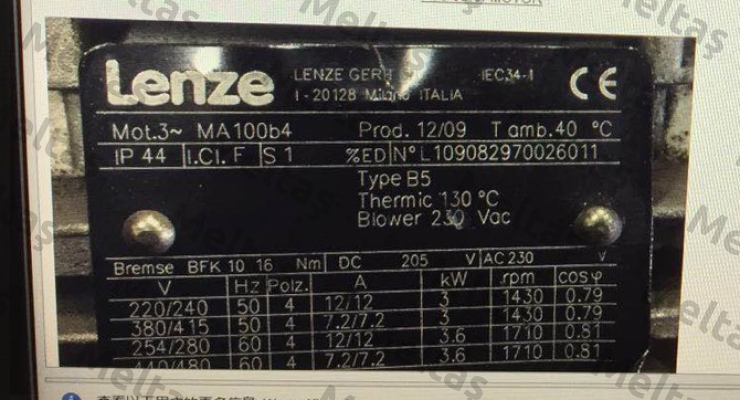 Lenze LENZE GERIT IEC34-1 CE
I - 20128 Milano ITALIA
Mot.3~ MA100b4 Prod. 12/09 T amb.40 °C
IP 44 I.Cl. F S 1 %ED N° L109082970026011
Type B5
Thermic 130 °C
Blower 230 Vac
Bremse BFK 10 16 Nm DC 205 V AC 230 V
V Hz Polz. A kW rpm cosφ
220/240 50 4 12/12 3 1430 0.79
380/415 50 4 7.2/7.2 3 1430 0.79
254/280 60 4 12/12 3.6 1710 0.81
440/480 60 4 7.2/7.2 3.6 1710 0.81
Meltaş